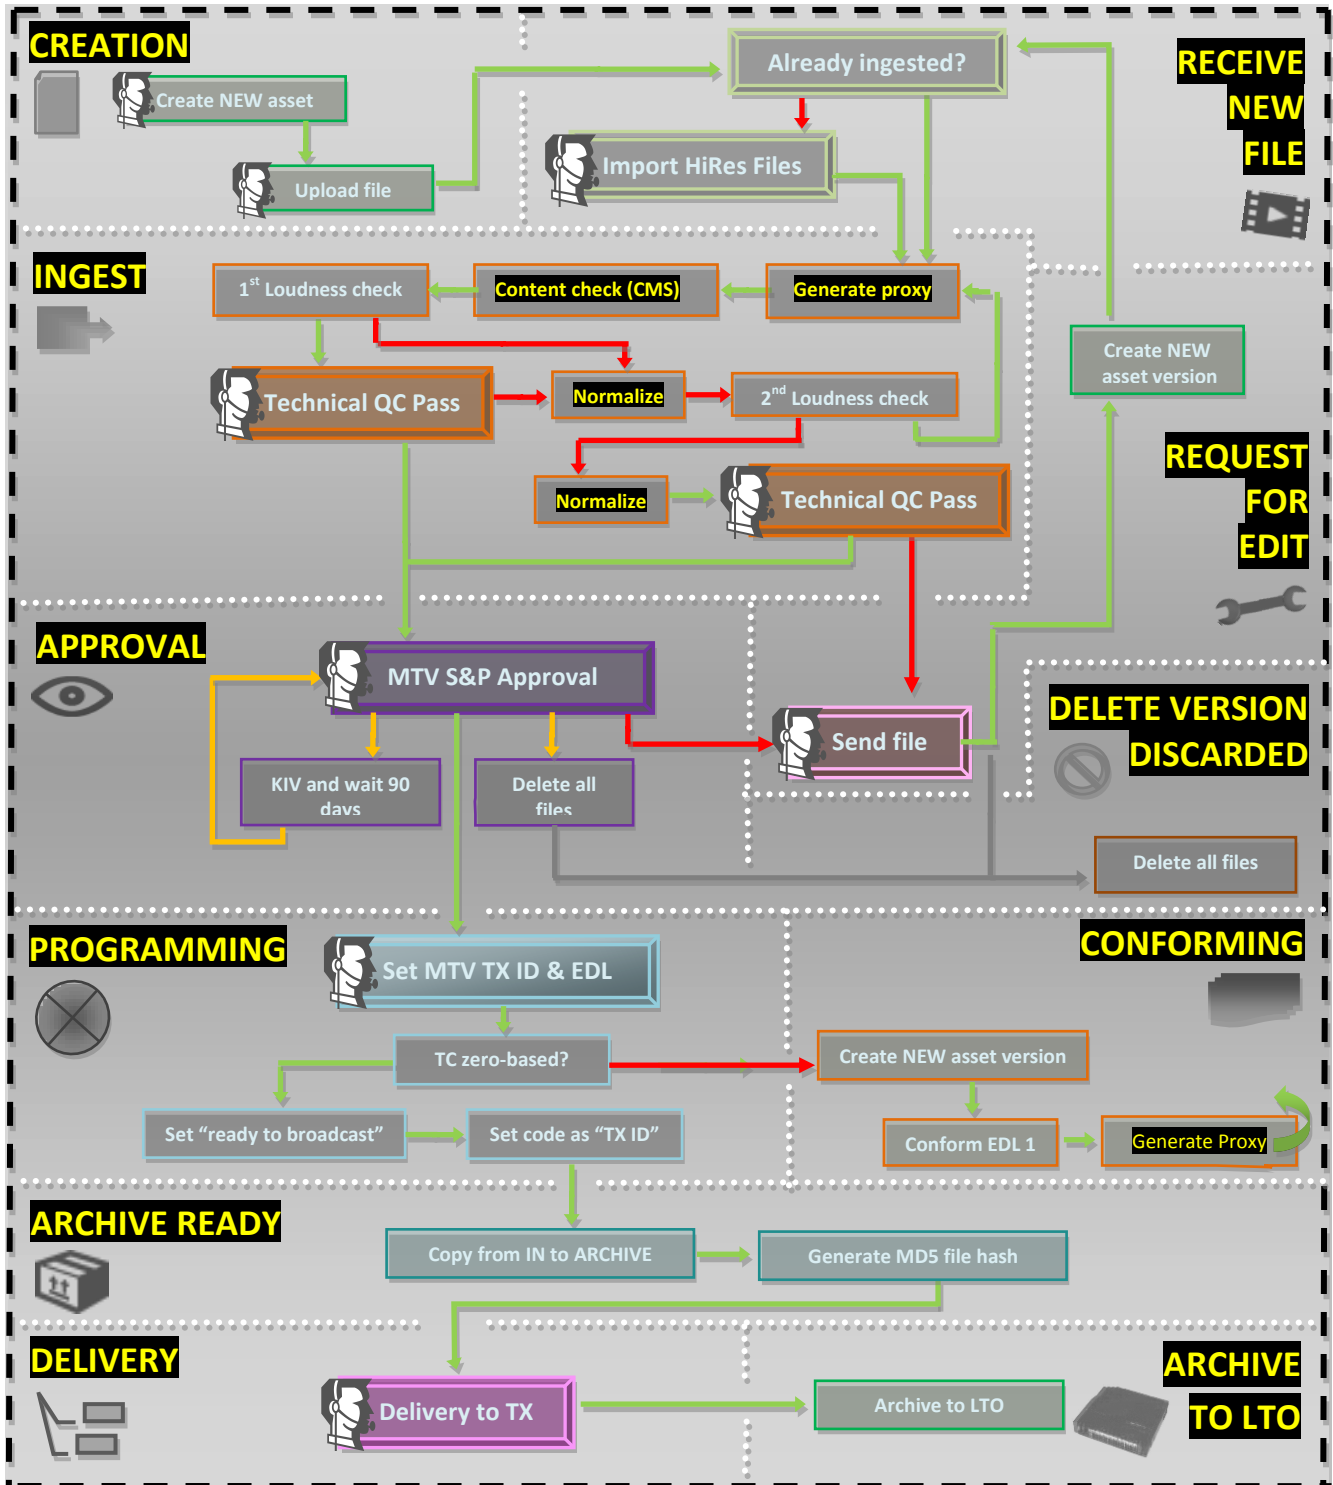 CREATION
Create NEW asset
Upload file
Already ingested?
Import HiRes Files
RECEIVE
NEW
FILE
INGEST
1st Loudness check
Content check (CMS)
Generate proxy
Technical QC Pass
Normalize
2nd Loudness check
Normalize
Technical QC Pass
Create NEW
asset version
REQUEST
FOR
EDIT
APPROVAL
MTV S&P Approval
KIV and wait 90
days
Delete all
files
Send file
DELETE VERSION
DISCARDED
Delete all files
PROGRAMMING
Set MTV TX ID & EDL
TC zero-based?
Set “ready to broadcast”
Set code as “TX ID”
CONFORMING
Create NEW asset version
Conform EDL 1
Generate Proxy
ARCHIVE READY
Copy from IN to ARCHIVE
Generate MD5 file hash
DELIVERY
Delivery to TX
Archive to LTO
ARCHIVE
TO LTO